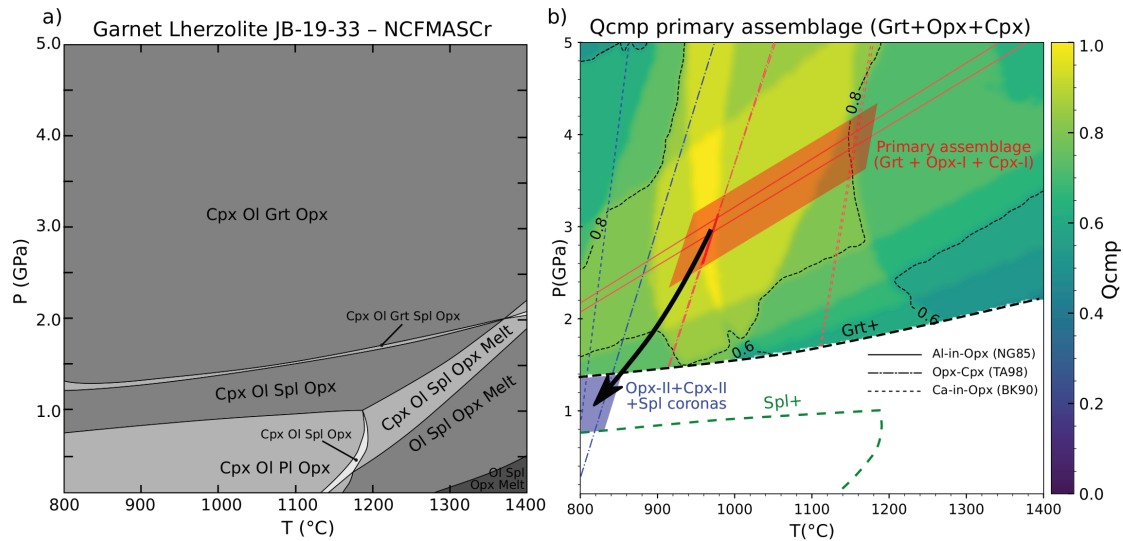 a)
Garnet Lherzolite JB-19-33 – NCFMASCr
P (GPa)
5.0
4.0
3.0
2.0
1.0
Cpx Ol Grt Opx
Cpx Ol Grt Spl Opx
Cpx Ol Spl Opx
Cpx Ol Spl Opx Melt
Cpx Ol Spl Opx
Ol Spl Opx Melt
Cpx Ol Pl Opx
Ol Spl
Opx Melt
800 900 1000 1100 1200 1300 1400
T (°C)
b)
Qcmp primary assemblage (Grt+Opx+Cpx)
P(GPa)
5
4
3
2
1
0.8
0.8
Primary assemblage
(Grt + Opx-I + Cpx-I)
0.6
0.6
Grt+
Al-in-Opx (NG85)
Opx-Cpx (TA98)
Ca-in-Opx (BK90)
Opx-II+Cpx-II
+Spl coronas
Spl+
800 900 1000 1100 1200 1300 1400
T(°C)
1.0
0.8
0.6
0.4
0.2
0.0
Qcmp